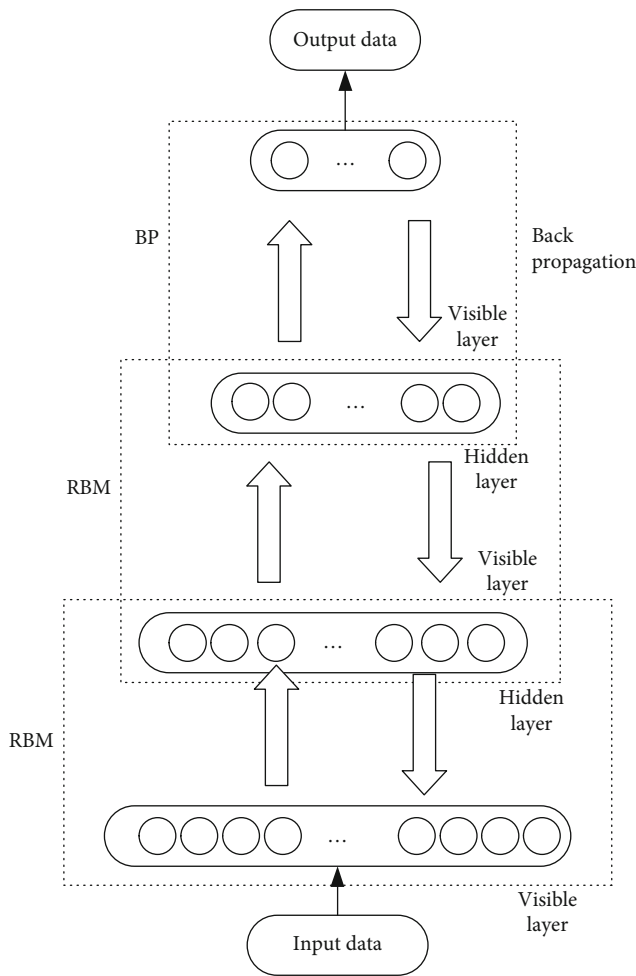 Output data
...
BP
Back
propagation
Visible
layer
...
Hidden
layer
RBM
Visible
layer
...
Hidden
layer
RBM
...
Visible
layer
Input data